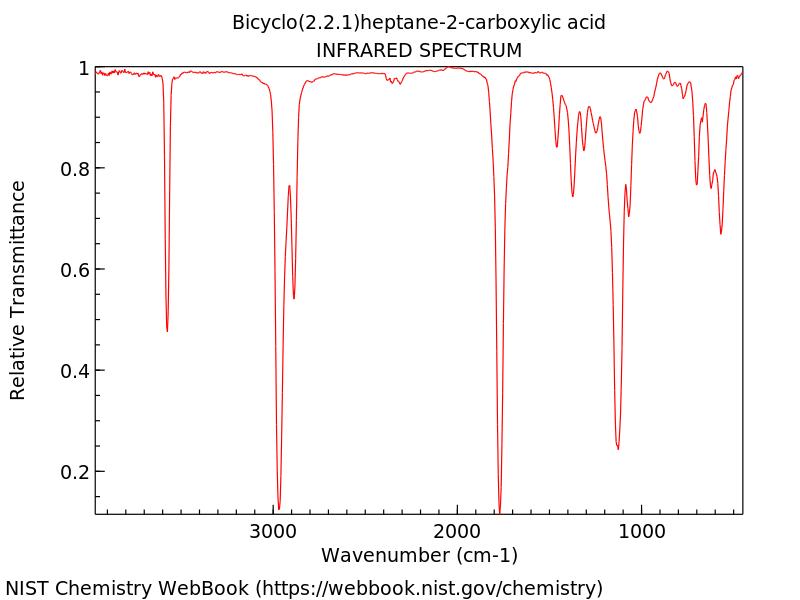 Bicyclo(2.2.1)heptane-2-carboxylic acid
INFRARED SPECTRUM
1
0.8
0.6
0.4
0.2
Relative Transmittance
3000 2000 1000
Wavenumber (cm-1)
NIST Chemistry WebBook (https://webbook.nist.gov/chemistry)